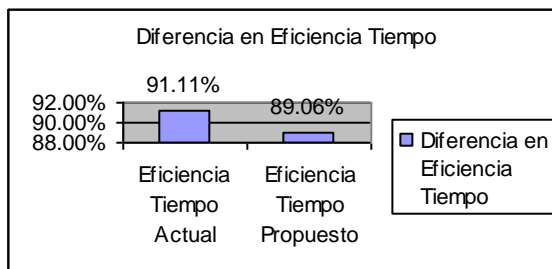 Diferencia en Eficiencia Tiempo
91.11%
89.06%
92.00%
90.00%
88.00%
Eficiencia
Tiempo
Actual
Eficiencia
Tiempo
Propuesto
Diferencia en
Eficiencia
Tiempo